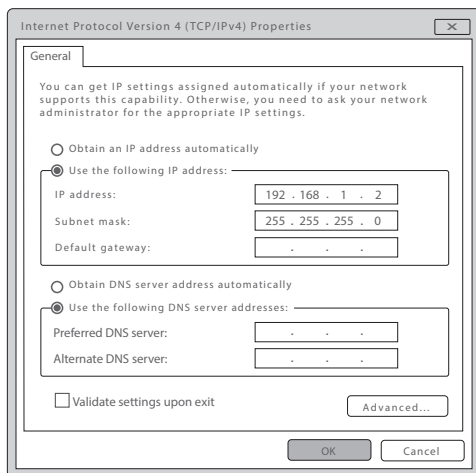 Internet Protocol Version 4 (TCP/IPv4) Properties
General
You can get IP settings assigned automatically if your network
supports this capability. Otherwise, you need to ask your network
administrator for the appropriate IP settings.
Obtain an IP address automatically
Use the following IP address:
IP address: 192 . 168 . 1 . 2
Subnet mask: 255 . 255 . 255 . 0
Default gateway: . . .
Obtain DNS server address automatically
Use the following DNS server addresses:
Preferred DNS server: . . .
Alternate DNS server: . . .
Validate settings upon exit
Advanced...
OK Cancel